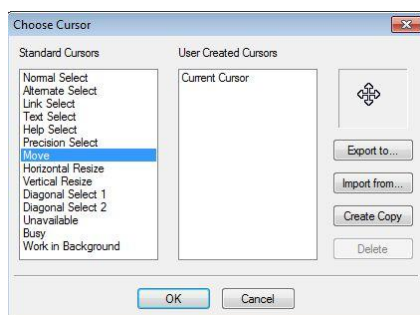 Choose Cursor
Standard Cursors
User Created Cursors
Normal Select
Alternate Select
Link Select
Text Select
Help Select
Precision Select
Move
Horizontal Resize
Vertical Resize
Diagonal Select 1
Diagonal Select 2
Unavailable
Busy
Work in Background
Current Cursor
Export to...
Import from...
Create Copy
Delete
OK
Cancel